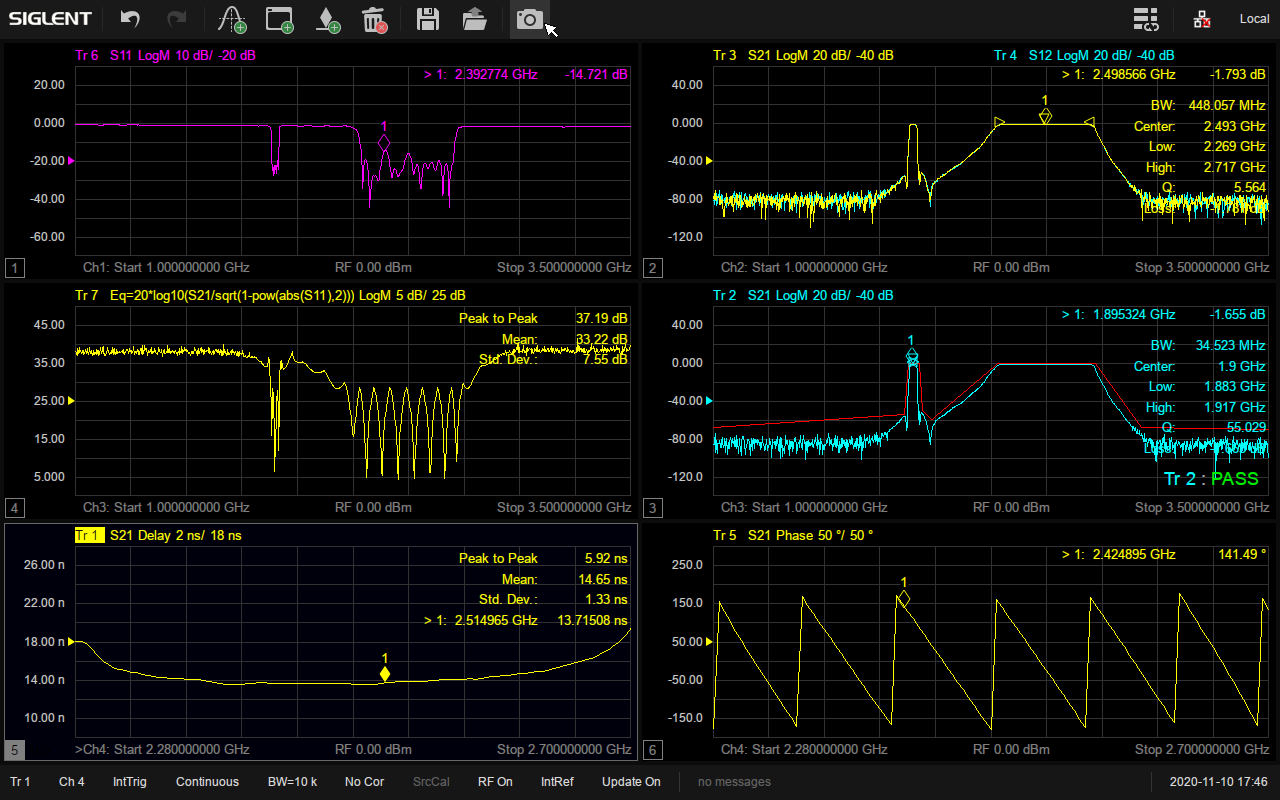 SIGLENT
Local
Tr 6 S11 LogM 10 dB/ -20 dB
> 1: 2.392774 GHz -14.721 dB
20.00
1
0.000
-20.00
-40.00
-60.00
1 Ch1: Start 1.000000000 GHz RF 0.00 dBm Stop 3.500000000 GHz
Tr 3 S21 LogM 20 dB/ -40 dB Tr 4 S12 LogM 20 dB/ -40 dB
> 1: 2.498566 GHz -1.793 dB
40.00
1
BW: 448.057 MHz
0.000
Center: 2.493 GHz
Low: 2.269 GHz
-40.00
High: 2.717 GHz
Q: 5.564
-80.00
Loss:
-120.0
2 Ch2: Start 1.000000000 GHz RF 0.00 dBm Stop 3.500000000 GHz
Tr 7 Eq=20*log10(S21/sqrt(1-pow(abs(S11),2))) LogM 5 dB/ 25 dB
Peak to Peak 37.19 dB
45.00
Mean: 33.22 dB
Std. Dev.: 7.55 dB
35.00
25.00
15.00
5.000
4 Ch3: Start 1.000000000 GHz RF 0.00 dBm Stop 3.500000000 GHz
Tr 2 S21 LogM 20 dB/ -40 dB
> 1: 1.895324 GHz -1.655 dB
40.00
1
BW: 34.523 MHz
0.000
Center: 1.9 GHz
Low: 1.883 GHz
-40.00
High: 1.917 GHz
Q: 55.029
-80.00
Loss:
-120.0
Tr 2 : PASS
3 Ch3: Start 1.000000000 GHz RF 0.00 dBm Stop 3.500000000 GHz
Tr 1 S21 Delay 2 ns/ 18 ns
Peak to Peak 5.92 ns
26.00 n
Mean: 14.65 ns
22.00 n
Std. Dev.: 1.33 ns
> 1: 2.514965 GHz 13.71508 ns
18.00 n
1
14.00 n
10.00 n
5 >Ch4: Start 2.280000000 GHz RF 0.00 dBm Stop 2.700000000 GHz
Tr 5 S21 Phase 50 °/ 50 °
> 1: 2.424895 GHz 141.49 °
250.0
1
150.0
50.00
-50.00
-150.0
6 Ch4: Start 2.280000000 GHz RF 0.00 dBm Stop 2.700000000 GHz
Tr 1 Ch 4 IntTrig Continuous BW=10 k No Cor SrcCal RF On IntRef Update On no messages 2020-11-10 17:46